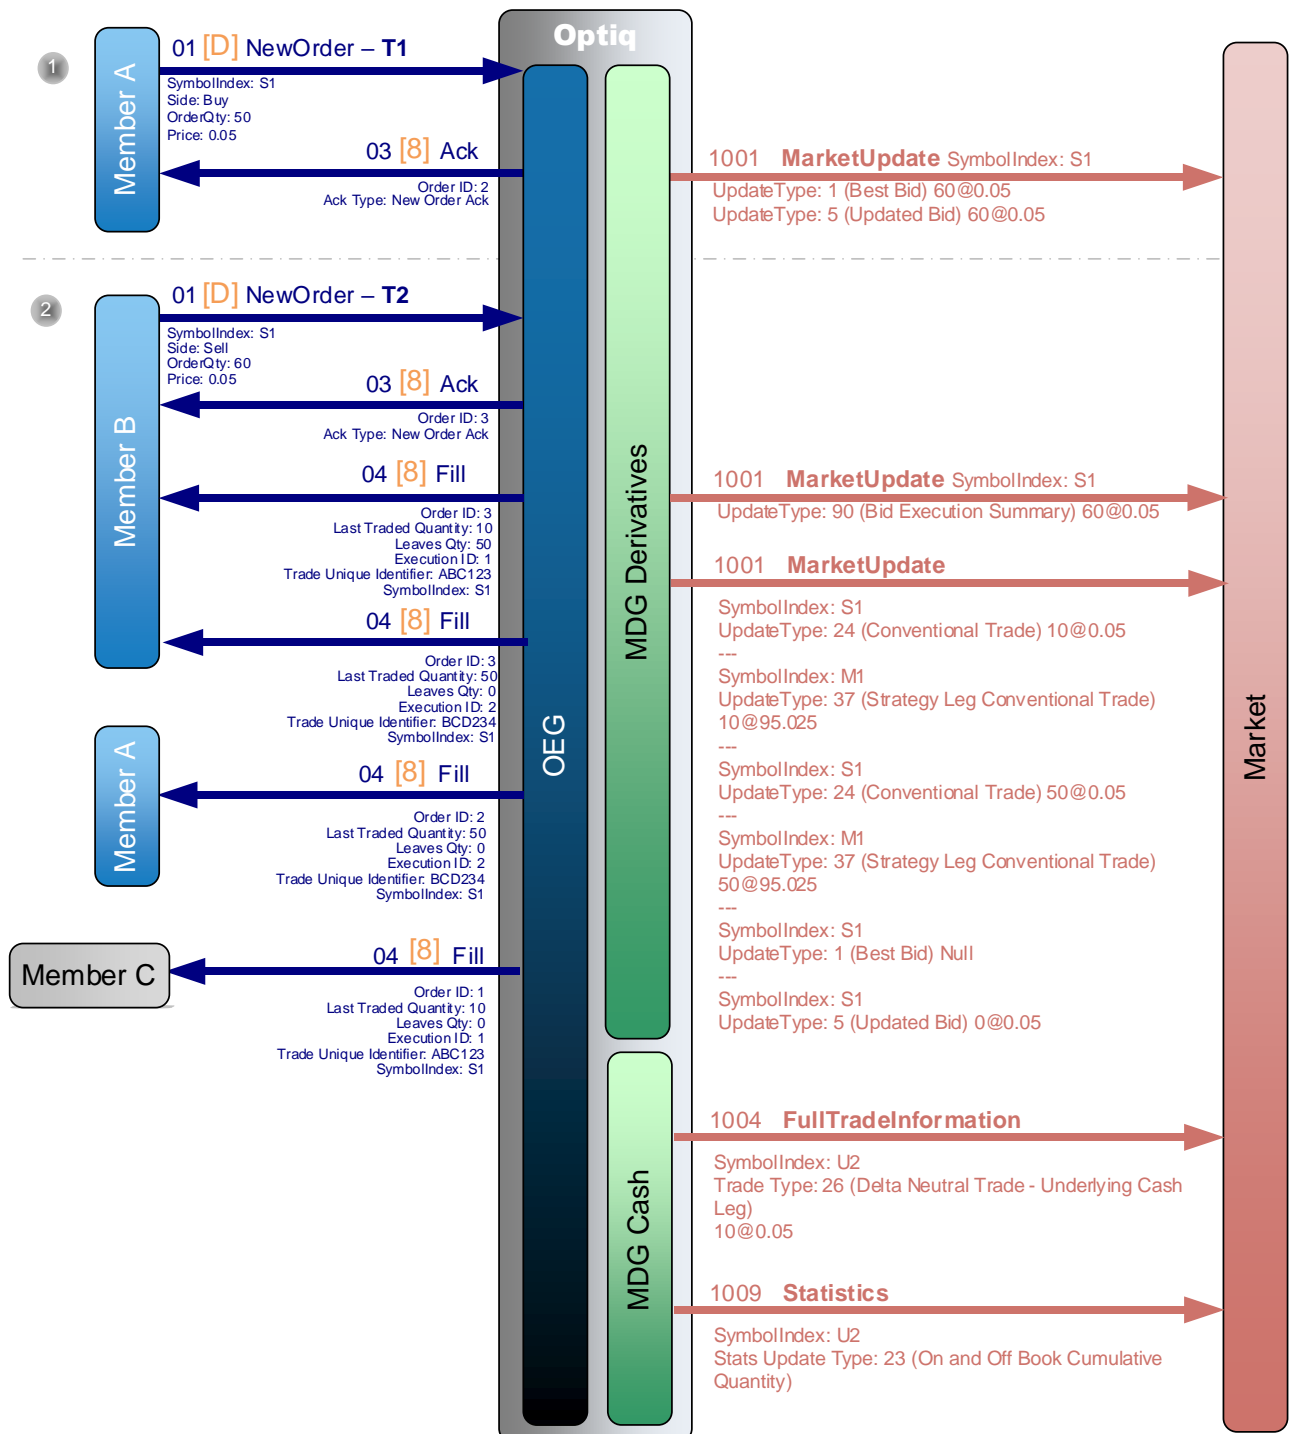 Optiq
1
Member A
01 [D] NewOrder – T1
SymbolIndex: S1
Side: Buy
OrderQty: 50
Price: 0.05
03 [8] Ack
Order ID: 2
Ack Type: New Order Ack
1001 MarketUpdate SymbolIndex: S1
UpdateType: 1 (Best Bid) 60@0.05
UpdateType: 5 (Updated Bid) 60@0.05
2
Member B
01 [D] NewOrder – T2
SymbolIndex: S1
Side: Sell
OrderQty: 60
Price: 0.05
03 [8] Ack
Order ID: 3
Ack Type: New Order Ack
04 [8] Fill
Order ID: 3
Last Traded Quantity: 10
Leaves Qty: 50
Execution ID: 1
Trade Unique Identifier: ABC123
SymbolIndex: S1
04 [8] Fill
Order ID: 3
Last Traded Quantity: 50
Leaves Qty: 0
Execution ID: 2
Trade Unique Identifier: BCD234
SymbolIndex: S1
Member A
04 [8] Fill
Order ID: 2
Last Traded Quantity: 50
Leaves Qty: 0
Execution ID: 2
Trade Unique Identifier: BCD234
SymbolIndex: S1
Member C
04 [8] Fill
Order ID: 1
Last Traded Quantity: 10
Leaves Qty: 0
Execution ID: 1
Trade Unique Identifier: ABC123
SymbolIndex: S1
OEG
MDG Derivatives
MDG Cash
1001 MarketUpdate SymbolIndex: S1
UpdateType: 90 (Bid Execution Summary) 60@0.05
1001 MarketUpdate
SymbolIndex: S1
UpdateType: 24 (Conventional Trade) 10@0.05
---
SymbolIndex: M1
UpdateType: 37 (Strategy Leg Conventional Trade)
10@95.025
---
SymbolIndex: S1
UpdateType: 24 (Conventional Trade) 50@0.05
---
SymbolIndex: M1
UpdateType: 37 (Strategy Leg Conventional Trade)
50@95.025
---
SymbolIndex: S1
UpdateType: 1 (Best Bid) Null
---
SymbolIndex: S1
UpdateType: 5 (Updated Bid) 0@0.05
1004 FullTradeInformation
SymbolIndex: U2
Trade Type: 26 (Delta Neutral Trade - Underlying Cash
Leg)
10@0.05
1009 Statistics
SymbolIndex: U2
Stats Update Type: 23 (On and Off Book Cumulative
Quantity)
Market